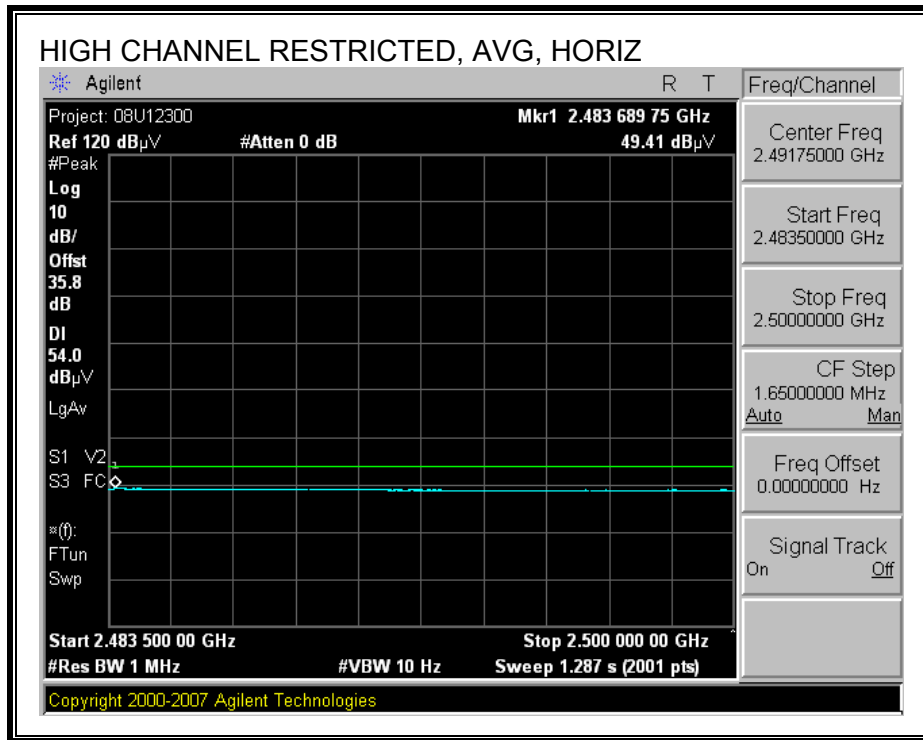 HIGH CHANNEL RESTRICTED, AVG, HORIZ
Agilent R T
Project: 08U12300 Mkr1 2.483 689 75 GHz
Ref 120 dBµV #Atten 0 dB 49.41 dBµV
#Peak
Log
10
dB/
Offst
35.8
dB
DI
54.0
dBµV
LgAv
S1 V2
S3 FC
1
¤(f):
FTun
Swp
Start 2.483 500 00 GHz Stop 2.500 000 00 GHz
#Res BW 1 MHz #VBW 10 Hz Sweep 1.287 s (2001 pts)
Copyright 2000-2007 Agilent Technologies
Freq/Channel
Center Freq
2.49175000 GHz
Start Freq
2.48350000 GHz
Stop Freq
2.50000000 GHz
CF Step
1.65000000 MHz
Auto Man
Freq Offset
0.00000000 Hz
Signal Track
On Off